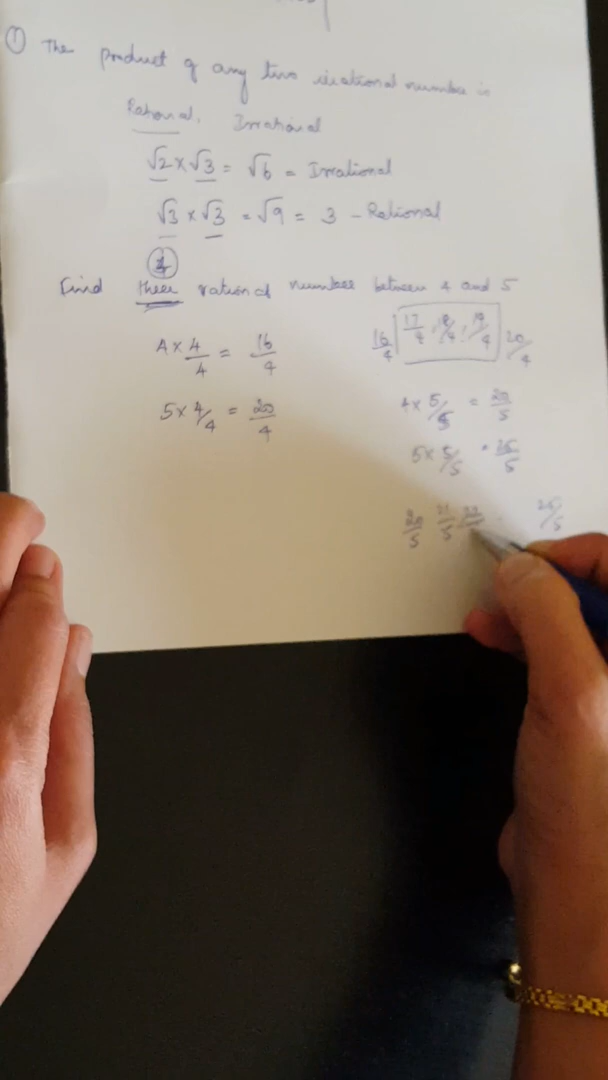 ① The product of any two irrational number is
Rational, Irrational
√2 × √3 = √6 = Irrational
√3 × √3 = √9 = 3 - Rational
4
Find three rational number between 4 and 5
4 × 4/4 = 16/4
16/4 17/4, 18/4, 19/4 20/4
5 × 4/4 = 20/4
4 × 5/5 = 20/5
5 × 5/5 = 25/5
20/5 21/5 22 25/5